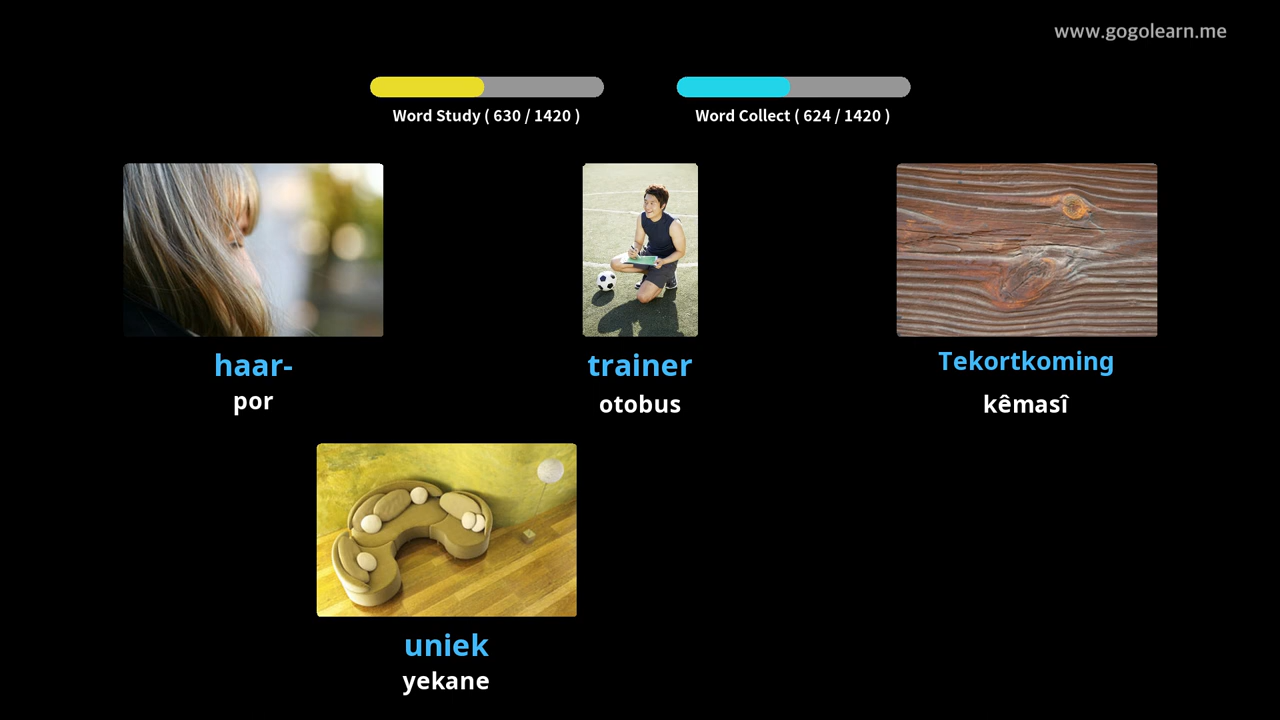 www.gogolearn.me
Word Study ( 630 / 1420 )
Word Collect ( 624 / 1420 )
haar-
por
trainer
otobus
Tekortkoming
kêmasî
uniek
yekane